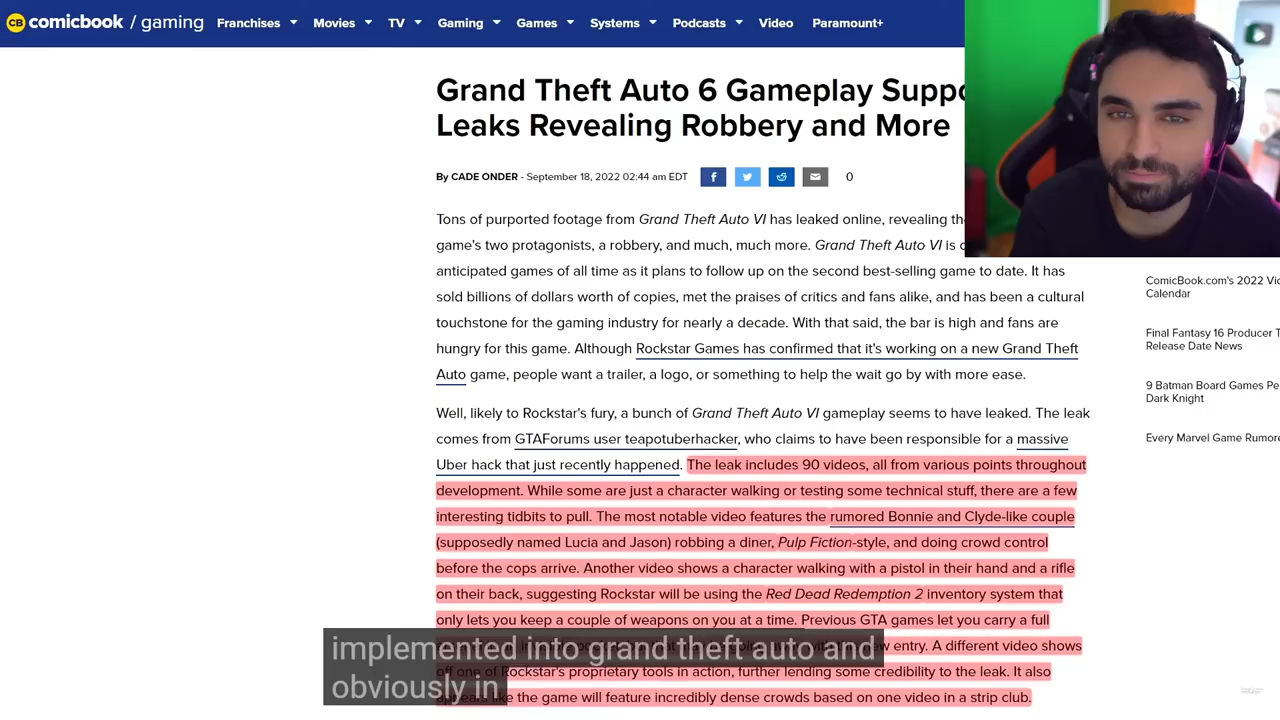 CB comicbook / gaming Franchises Movies TV Gaming Games Systems Podcasts Video Paramount+
Grand Theft Auto 6 Gameplay Suppo
Leaks Revealing Robbery and More
By CADE ONDER - September 18, 2022 02:44 am EDT f 0
Tons of purported footage from Grand Theft Auto VI has leaked online, revealing the
game's two protagonists, a robbery, and much, much more. Grand Theft Auto VI is
anticipated games of all time as it plans to follow up on the second best-selling game to date. It has
sold billions of dollars worth of copies, met the praises of critics and fans alike, and has been a cultural
touchstone for the gaming industry for nearly a decade. With that said, the bar is high and fans are
hungry for this game. Although Rockstar Games has confirmed that it's working on a new Grand Theft
Auto game, people want a trailer, a logo, or something to help the wait go by with more ease.
Well, likely to Rockstar's fury, a bunch of Grand Theft Auto VI gameplay seems to have leaked. The leak
comes from GTAForums user teapotuberhacker, who claims to have been responsible for a massive
Uber hack that just recently happened. The leak includes 90 videos, all from various points throughout
development. While some are just a character walking or testing some technical stuff, there are a few
interesting tidbits to pull. The most notable video features the rumored Bonnie and Clyde-like couple
(supposedly named Lucia and Jason) robbing a diner, Pulp Fiction-style, and doing crowd control
before the cops arrive. Another video shows a character walking with a pistol in their hand and a rifle
on their back, suggesting Rockstar will be using the Red Dead Redemption 2 inventory system that
only lets you keep a couple of weapons on you at a time. Previous GTA games let you carry a full
entry. A different video shows
off one of Rockstar's proprietary tools in action, further lending some credibility to the leak. It also
appears like the game will feature incredibly dense crowds based on one video in a strip club.
implemented into grand theft auto and
obviously in
ComicBook.com's 2022 Vi
Calendar
Final Fantasy 16 Producer T
Release Date News
9 Batman Board Games Pe
Dark Knight
Every Marvel Game Rumor